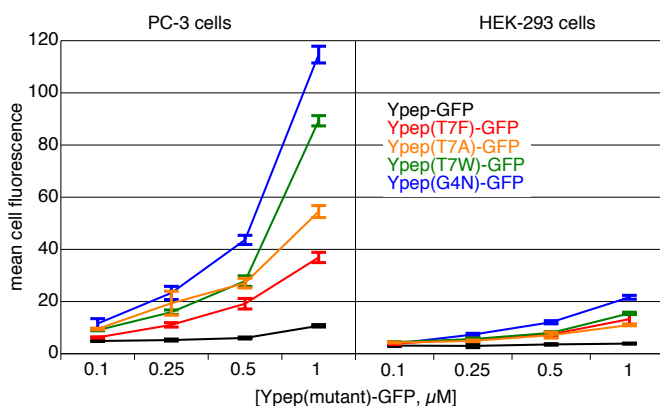 PC-3 cells HEK-293 cells
120
100
80
60
40
20
0
mean cell fluorescence
Ypep-GFP
Ypep(T7F)-GFP
Ypep(T7A)-GFP
Ypep(T7W)-GFP
Ypep(G4N)-GFP
0.1 0.25 0.5 1 0.1 0.25 0.5 1
[Ypep(mutant)-GFP, µM]